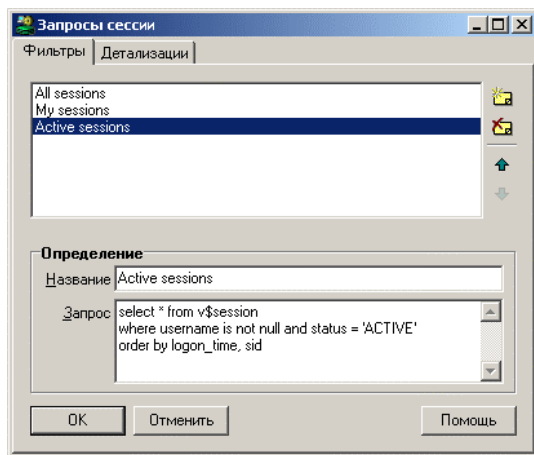 Запросы сессии
Фильтры Детализации
All sessions
My sessions
Active sessions
Определение
Название Active sessions
Запрос select * from v$session
where username is not null and status = 'ACTIVE'
order by logon_time, sid
OK Отменить Помощь